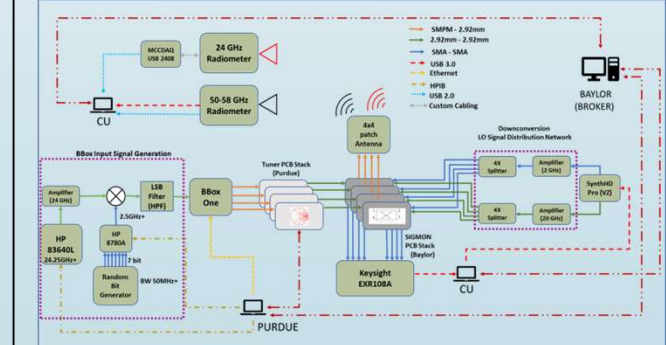 MCCDAQ
USB 2408
24 GHz
Radiometer
50-58 GHz
Radiometer
CU
SMPM - 2.92mm
2.92mm - 2.92mm
SMA - SMA
USB 3.0
Ethernet
HPIB
USB 2.0
Custom Cabling
BAYLOR
(BROKER)
4x4
patch
Antenna
Downconversion
LO Signal Distribution Network
4X
Splitter
Amplifier
(2 GHz)
SynthHD
Pro (V2)
4X
Splitter
Amplifier
(20 GHz)
BBox Input Signal Generation
Amplifier
(24 GHz)
LSB
Filter
(HPF)
BBox
One
Tuner PCB Stack
(Purdue)
2.5GHz+
HP
83640L
24.25GHz+
HP
8780A
7 bit
Random
Bit
Generator
BW 50MHz+
SIGMON
PCB Stack
(Baylor)
Keysight
EXR108A
CU
PURDUE